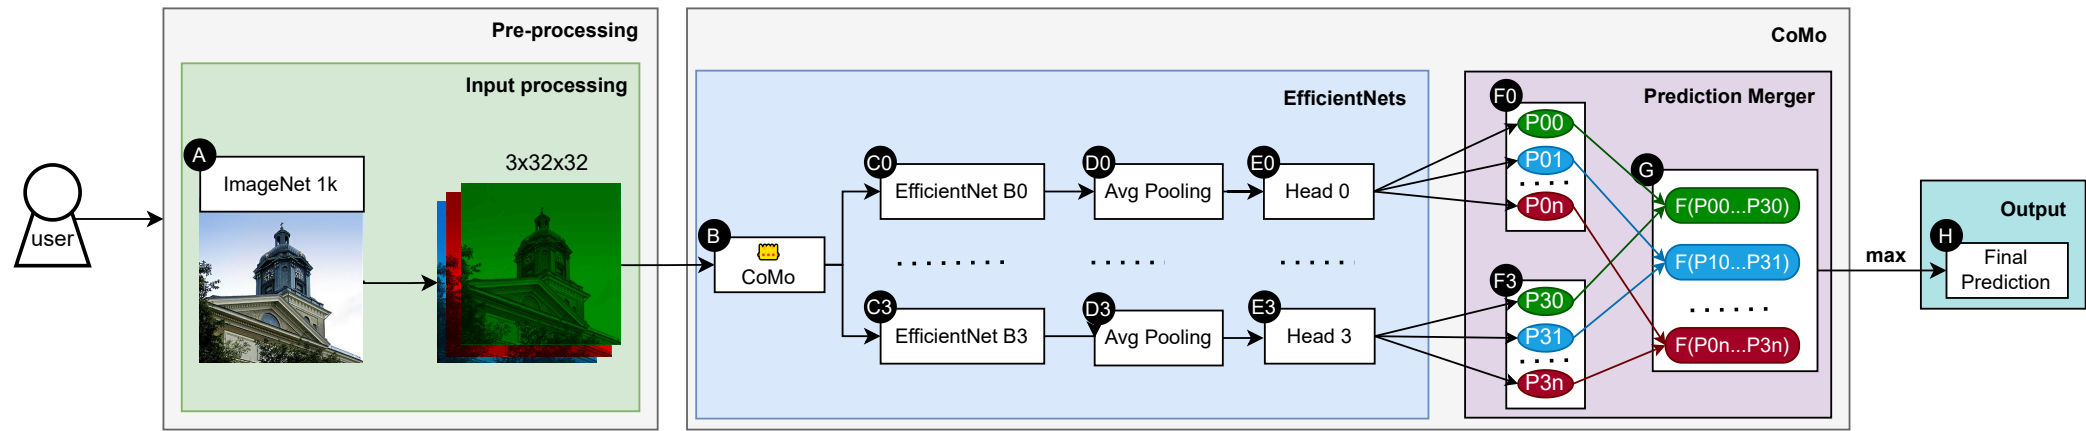 user
Pre-processing
Input processing
A
ImageNet 1k
3x32x32
CoMo
EfficientNets
B
CoMo
C0
EfficientNet B0
D0
Avg Pooling
E0
Head 0
. . . . . . . .
. . . . . .
. . . . . .
C3
EfficientNet B3
D3
Avg Pooling
E3
Head 3
Prediction Merger
F0
P00
P01
. . . .
P0n
F3
P30
P31
. . . .
P3n
G
F(P00...P30)
F(P10...P31)
. . . . . .
F(P0n...P3n)
max
Output
H
Final
Prediction